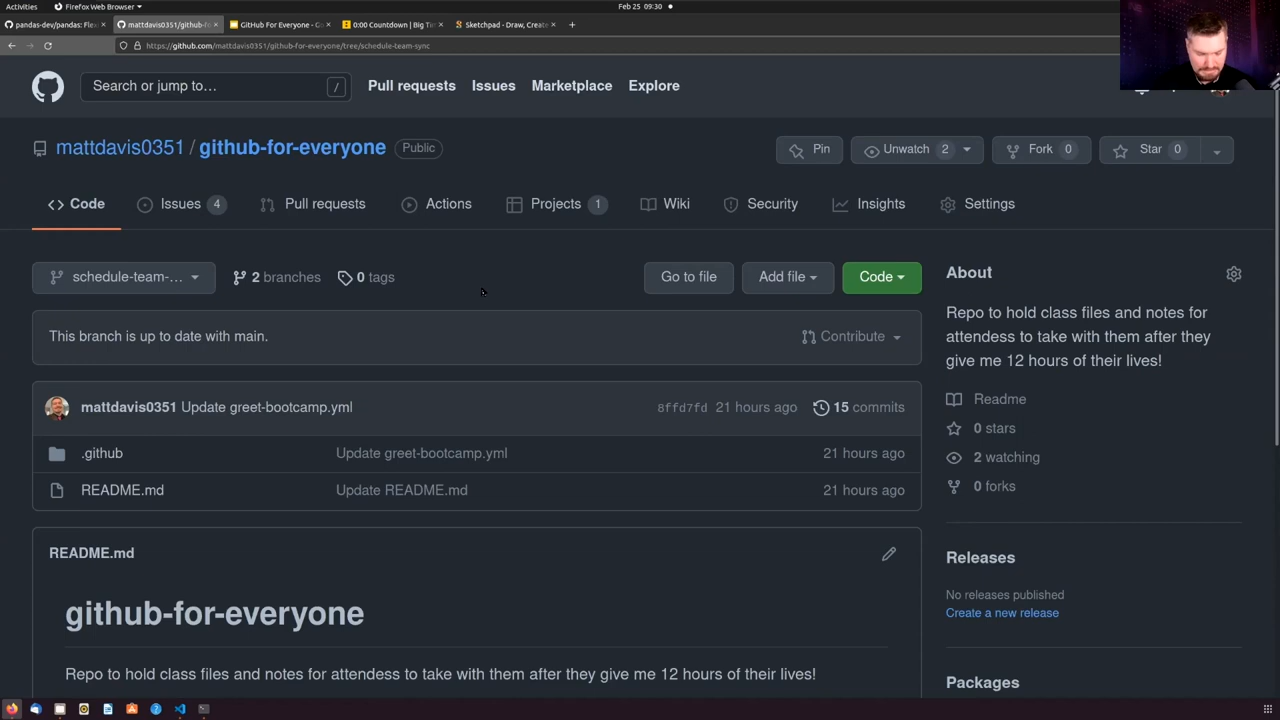 Activities
Firefox Web Browser
Feb 25 09:30
pandas-dev/pandas: Fle
mattdavis0351/github-f
GitHub For Everyone - G
0:00 Countdown | Big Ti
Sketchpad - Draw, Create
https://github.com/mattdavis0351/github-for-everyone/tree/schedule-team-sync
Search or jump to…
/
Pull requests
Issues
Marketplace
Explore
mattdavis0351 / github-for-everyone
Public
Pin
Unwatch 2
Fork 0
Star 0
Code
Issues 4
Pull requests
Actions
Projects 1
Wiki
Security
Insights
Settings
schedule-team-…
2 branches
0 tags
Go to file
Add file
Code
This branch is up to date with main.
Contribute
mattdavis0351 Update greet-bootcamp.yml
8ffd7fd 21 hours ago
15 commits
.github
Update greet-bootcamp.yml
21 hours ago
README.md
Update README.md
21 hours ago
README.md
github-for-everyone
Repo to hold class files and notes for attendess to take with them after they give me 12 hours of their lives!
About
Repo to hold class files and notes for
attendess to take with them after they
give me 12 hours of their lives!
Readme
0 stars
2 watching
0 forks
Releases
No releases published
Create a new release
Packages